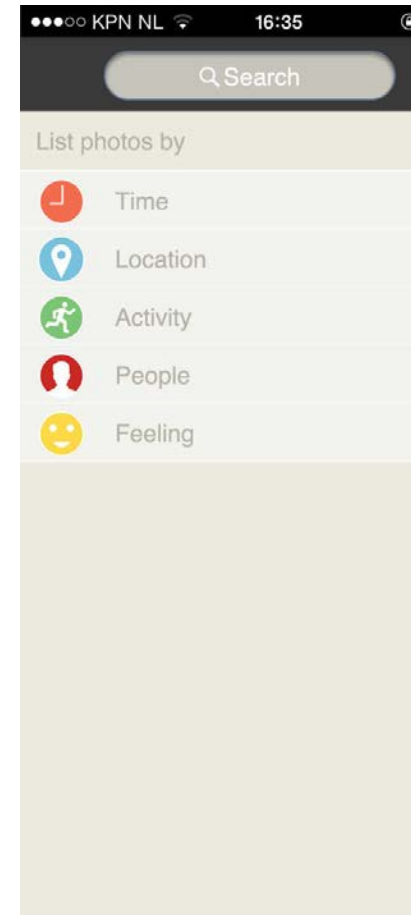 KPN NL 16:35
Search
List photos by
Time
Location
Activity
People
Feeling